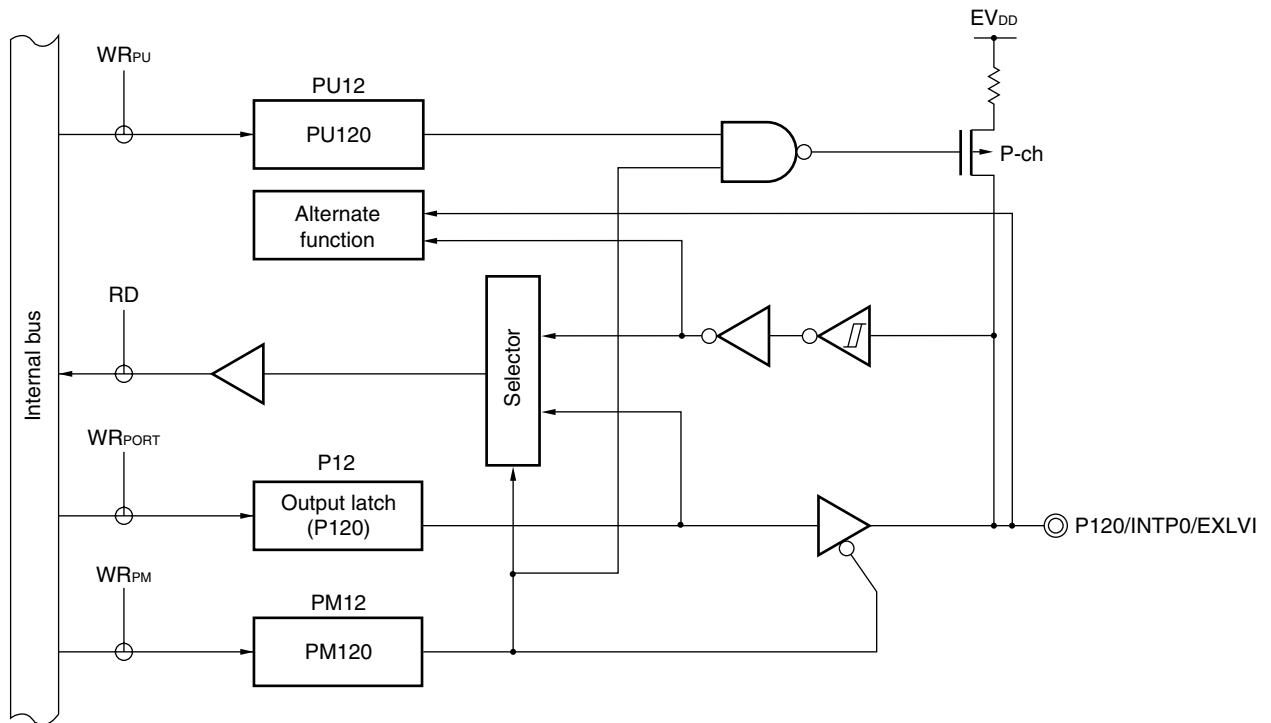 EVDD
WRPU
PU12
PU120
P-ch
Alternate
function
RD
Internal bus
Selector
WRPORT
P12
Output latch
(P120)
P120/INTP0/EXLVI
WRPM
PM12
PM120